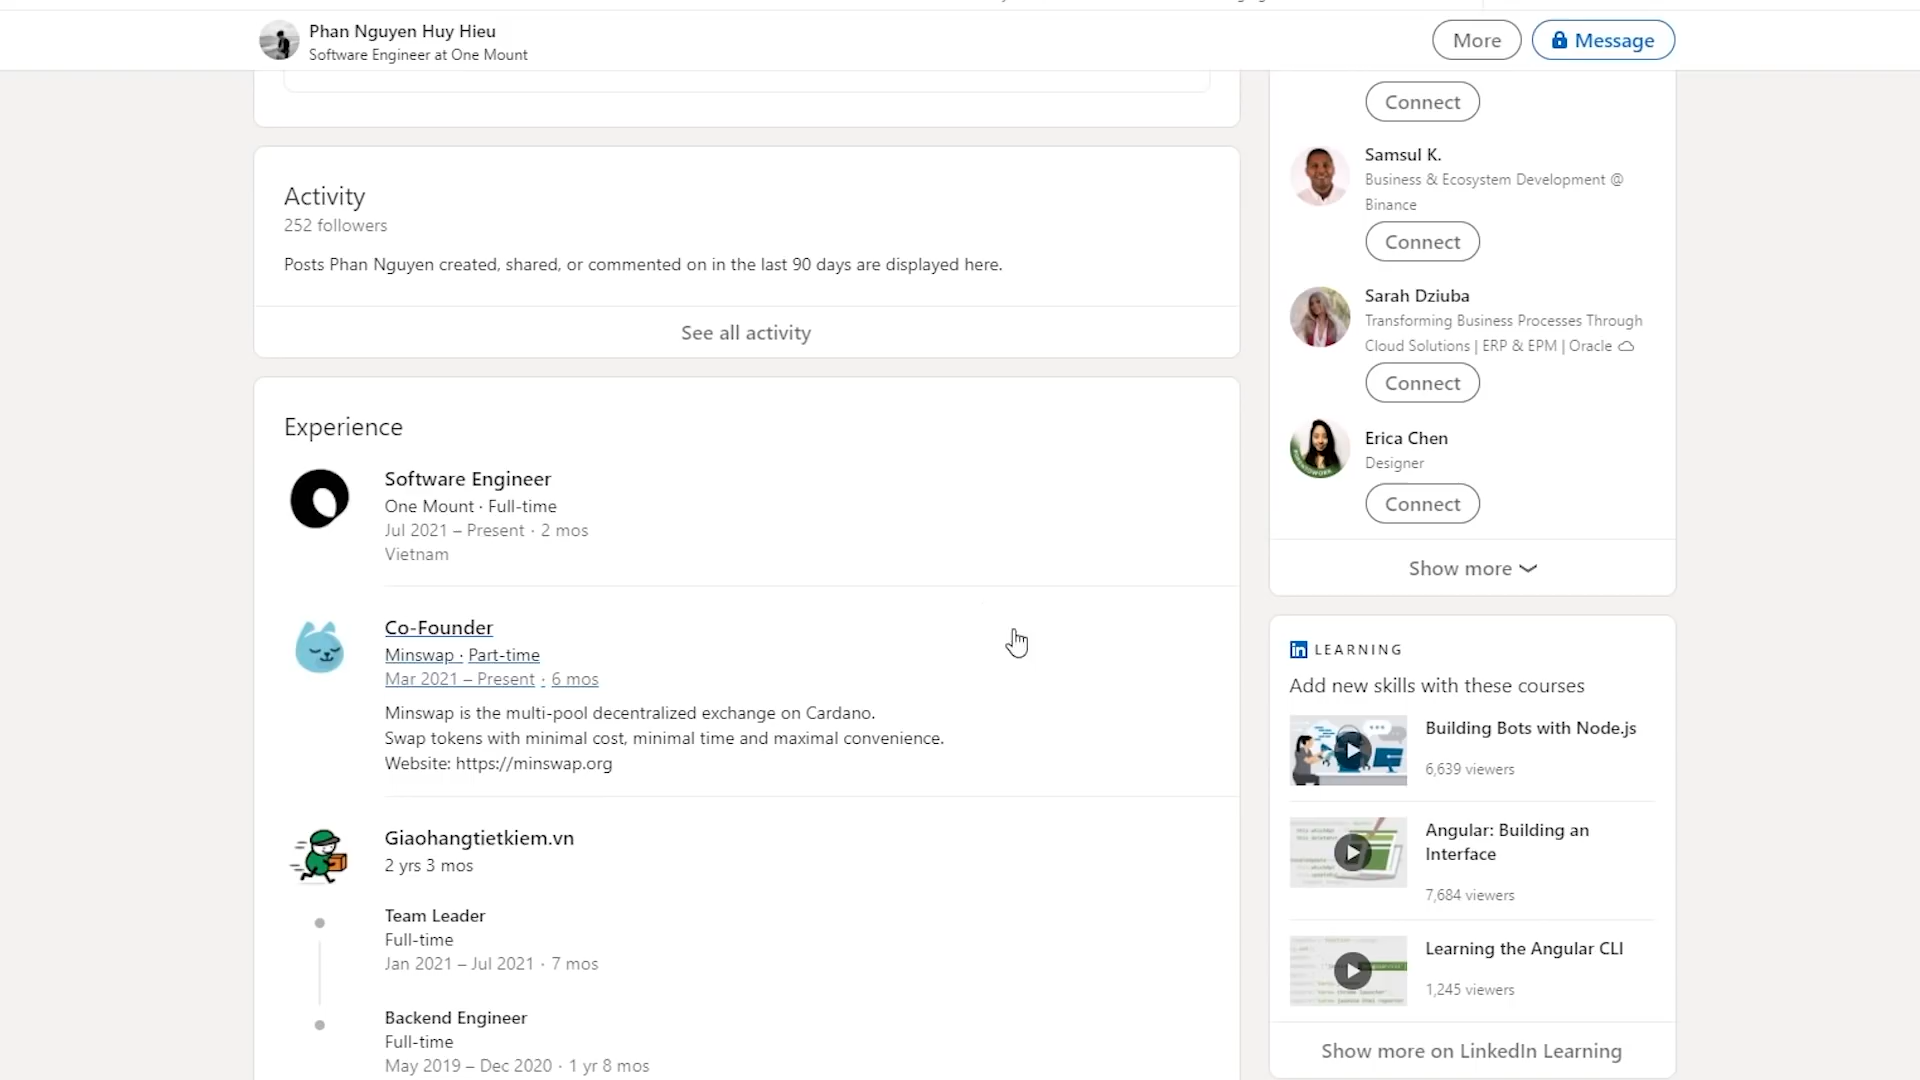 Phan Nguyen Huy Hieu
Software Engineer at One Mount
More
Message
Activity
252 followers
Posts Phan Nguyen created, shared, or commented on in the last 90 days are displayed here.
See all activity
Experience
Software Engineer
One Mount · Full-time
Jul 2021 – Present · 2 mos
Vietnam
Co-Founder
Minswap · Part-time
Mar 2021 – Present · 6 mos
Minswap is the multi-pool decentralized exchange on Cardano.
Swap tokens with minimal cost, minimal time and maximal convenience.
Website: https://minswap.org
Giaohangtietkiem.vn
2 yrs 3 mos
Team Leader
Full-time
Jan 2021 – Jul 2021 · 7 mos
Backend Engineer
Full-time
May 2019 – Dec 2020 · 1 yr 8 mos
Connect
Samsul K.
Business & Ecosystem Development @
Binance
Connect
Sarah Dziuba
Transforming Business Processes Through
Cloud Solutions | ERP & EPM | Oracle
Connect
Erica Chen
Designer
Connect
Show more
in LEARNING
Add new skills with these courses
Building Bots with Node.js
6,639 viewers
Angular: Building an
Interface
7,684 viewers
Learning the Angular CLI
1,245 viewers
Show more on LinkedIn Learning